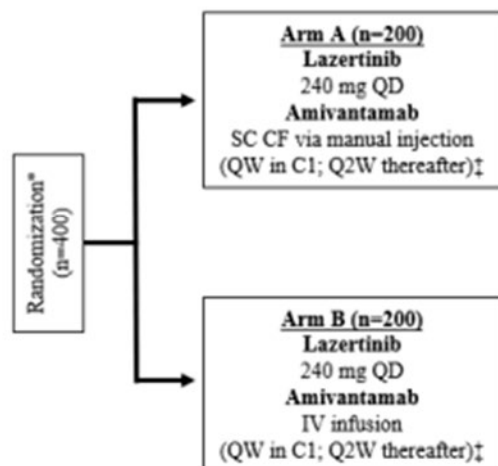 Randomization*
(n=400)
Arm A (n=200)
Lazertinib
240 mg QD
Amivantamab
SC CF via manual injection
(QW in C1; Q2W thereafter)‡
Arm B (n=200)
Lazertinib
240 mg QD
Amivantamab
IV infusion
(QW in C1; Q2W thereafter)‡